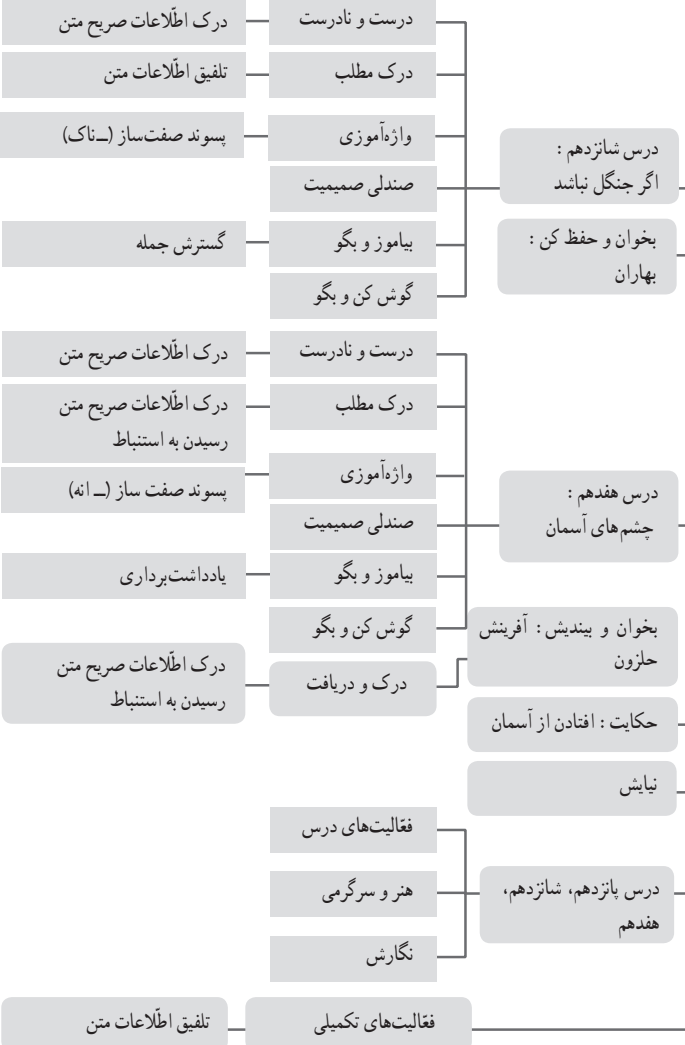 درس شانزدهم :
اگر جنگل نباشد
درست و نادرست
درک اطّلاعات صریح متن
درک مطلب
تلفیق اطّلاعات متن
واژه‌آموزی
پسوند صفت‌ساز (ــ‌ناک)
صندلی صمیمیت
بیاموز و بگو
گسترش جمله
گوش کن و بگو
بخوان و حفظ کن :
بهاران
درس هفدهم :
چشم‌های آسمان
درست و نادرست
درک اطّلاعات صریح متن
درک مطلب
درک اطّلاعات صریح متن
رسیدن به استنباط
واژه‌آموزی
پسوند صفت ساز (ــ انه)
صندلی صمیمیت
بیاموز و بگو
یادداشت‌برداری
گوش کن و بگو
بخوان و بیندیش : آفرینش
حلزون
درک و دریافت
درک اطّلاعات صریح متن
رسیدن به استنباط
حکایت : افتادن از آسمان
نیایش
درس پانزدهم، شانزدهم،
هفدهم
فعّالیت‌های درس
هنر و سرگرمی
نگارش
فعّالیت‌های تکمیلی
تلفیق اطّلاعات متن